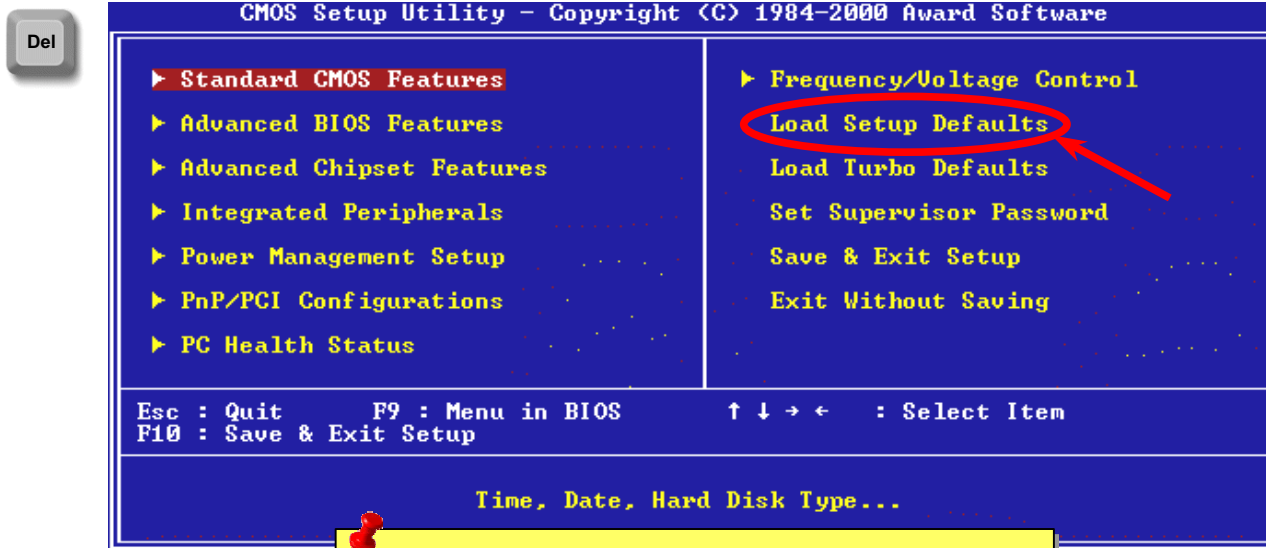 CMOS Setup Utility – Copyright (C) 1984–2000 Award Software
Del
Standard CMOS Features
Advanced BIOS Features
Advanced Chipset Features
Integrated Peripherals
Power Management Setup
PnP/PCI Configurations
PC Health Status
Frequency/Voltage Control
Load Setup Defaults
Load Turbo Defaults
Set Supervisor Password
Save & Exit Setup
Exit Without Saving
Esc : Quit F9 : Menu in BIOS ↑ ↓ → ← : Select Item
F10 : Save & Exit Setup
Time, Date, Hard Disk Type...